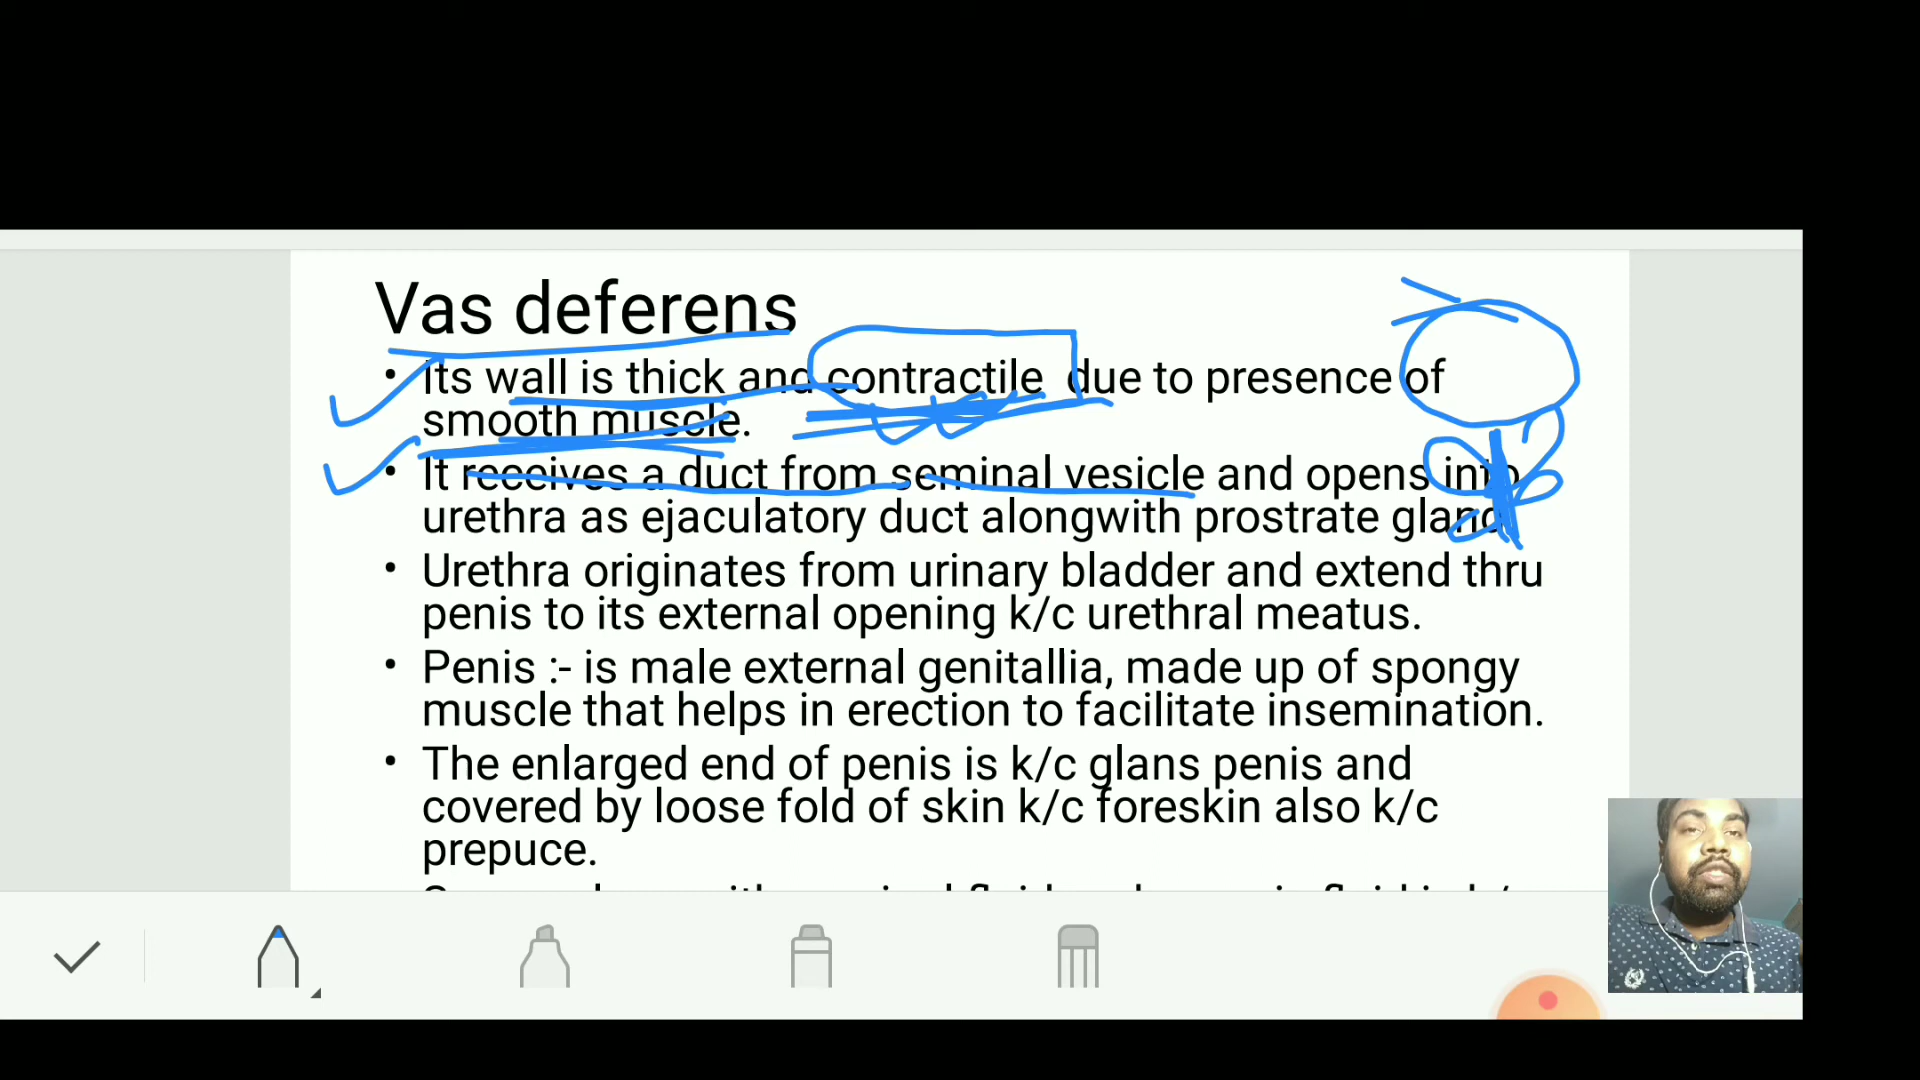 Vas deferens
• Its wall is thick and contractile due to presence of
smooth muscle.
• It receives a duct from seminal vesicle and opens into
urethra as ejaculatory duct alongwith prostrate gland
• Urethra originates from urinary bladder and extend thru
penis to its external opening k/c urethral meatus.
• Penis :- is male external genitallia, made up of spongy
muscle that helps in erection to facilitate insemination.
• The enlarged end of penis is k/c glans penis and
covered by loose fold of skin k/c foreskin also k/c
prepuce.